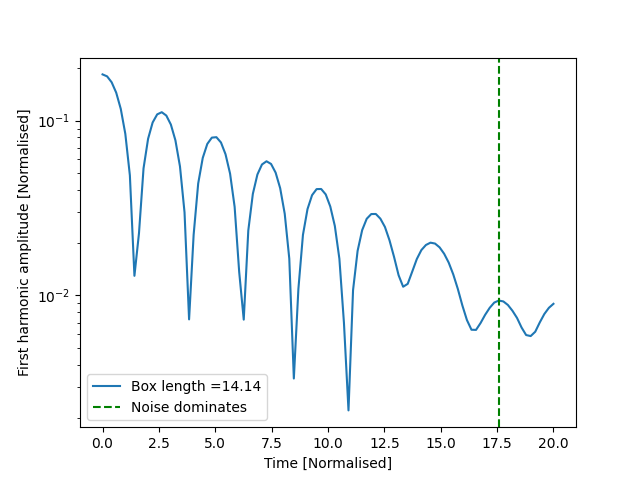 First harmonic amplitude [Normalised]
10⁻¹
10⁻²
Box length =14.14
Noise dominates
0.0 2.5 5.0 7.5 10.0 12.5 15.0 17.5 20.0
Time [Normalised]